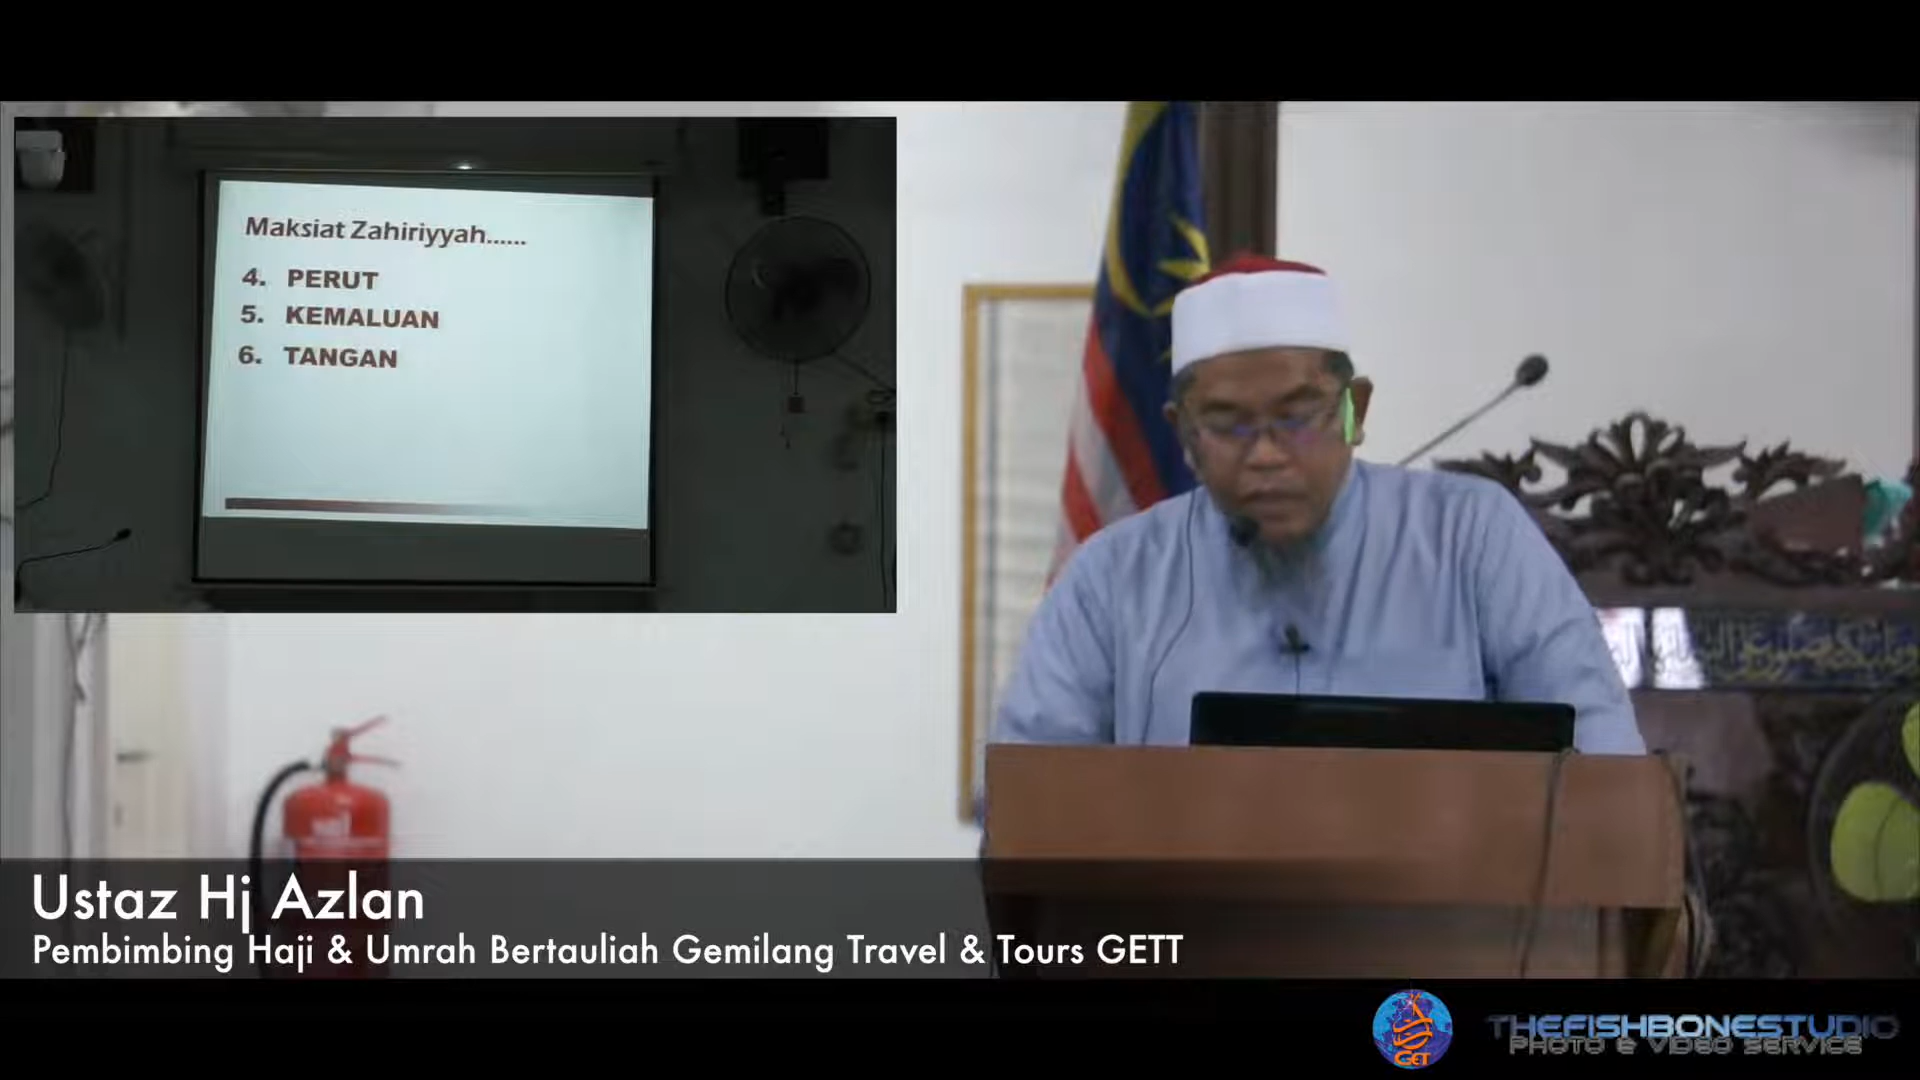 Maksiat Zahiriyyah......
4. PERUT
5. KEMALUAN
6. TANGAN
Ustaz Hj Azlan
Pembimbing Haji & Umrah Bertauliah Gemilang Travel & Tours GETT
GET
THEFISHBONESTUDIO
PHOTO & VIDEO SERVICE